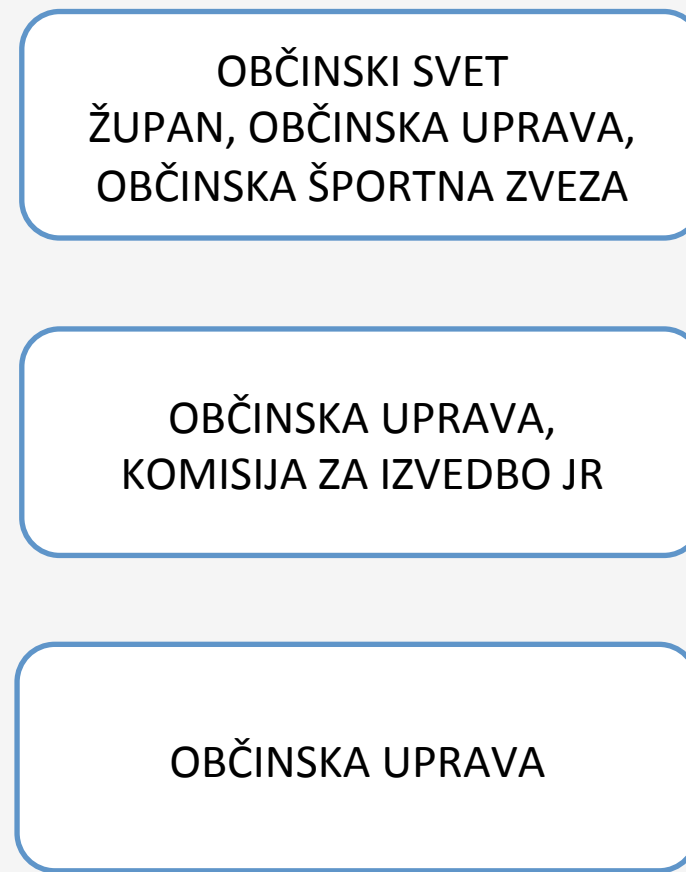 OBČINSKI SVET
ŽUPAN, OBČINSKA UPRAVA,
OBČINSKA ŠPORTNA ZVEZA
OBČINSKA UPRAVA,
KOMISIJA ZA IZVEDBO JR
OBČINSKA UPRAVA